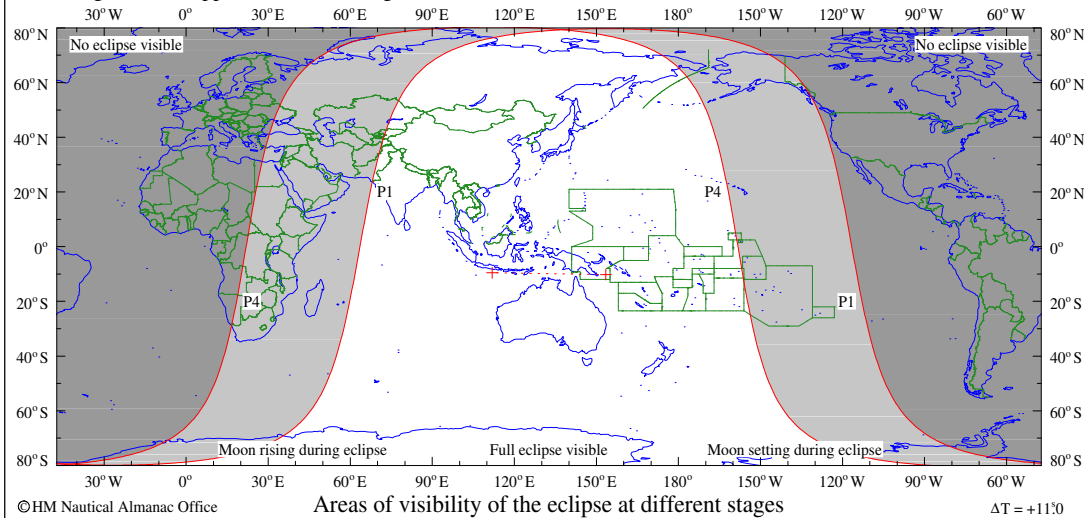 30° W 0° 30° E 60° E 90° E 120° E 150° E 180° 150° W 120° W 90° W 60° W
80° N 80° N
No eclipse visible No eclipse visible
60° N 60° N
40° N 40° N
20° N P1 P4 20° N
0° 0°
20° S P4 P1 20° S
40° S 40° S
60° S 60° S
Moon rising during eclipse Full eclipse visible Moon setting during eclipse
80° S 80° S
30° W 0° 30° E 60° E 90° E 120° E 150° E 180° 150° W 120° W 90° W 60° W
©HM Nautical Almanac Office Areas of visibility of the eclipse at different stages ΔT = +11ˢ.0